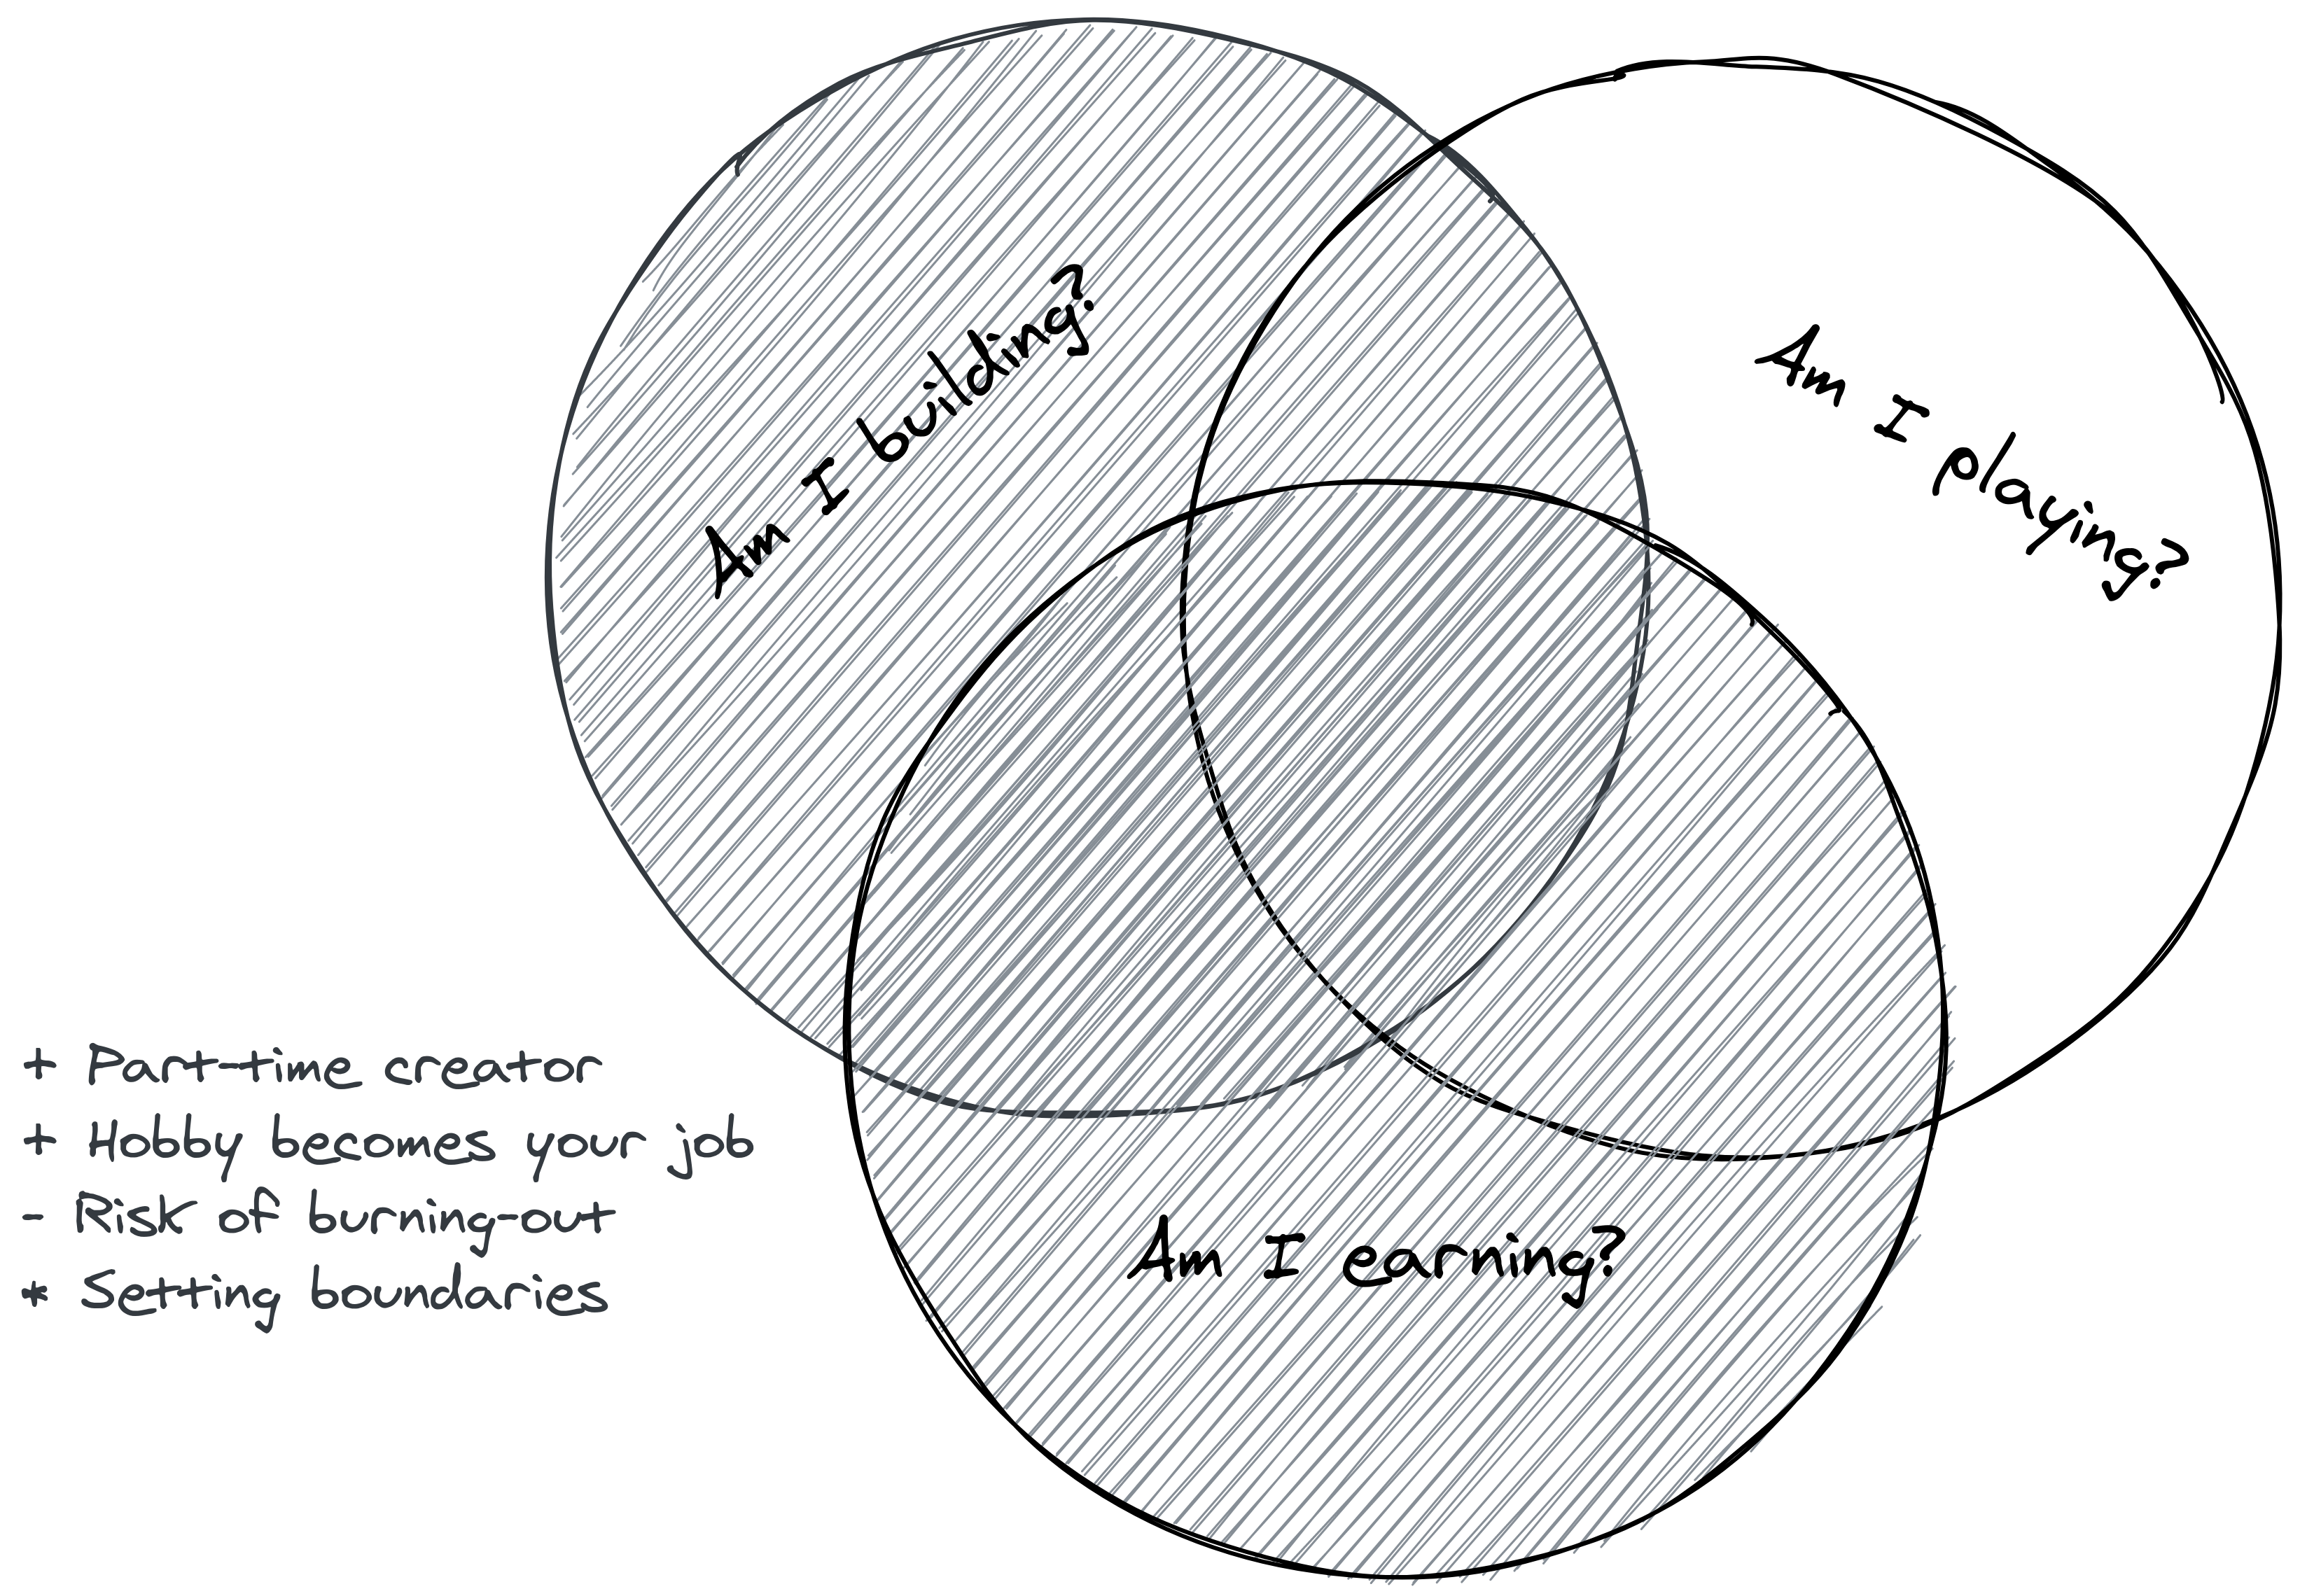 Am I building?
Am I playing?
+ Part-time creator
+ Hobby becomes your job
- Risk of burning-out
* Setting boundaries
Am I earning?